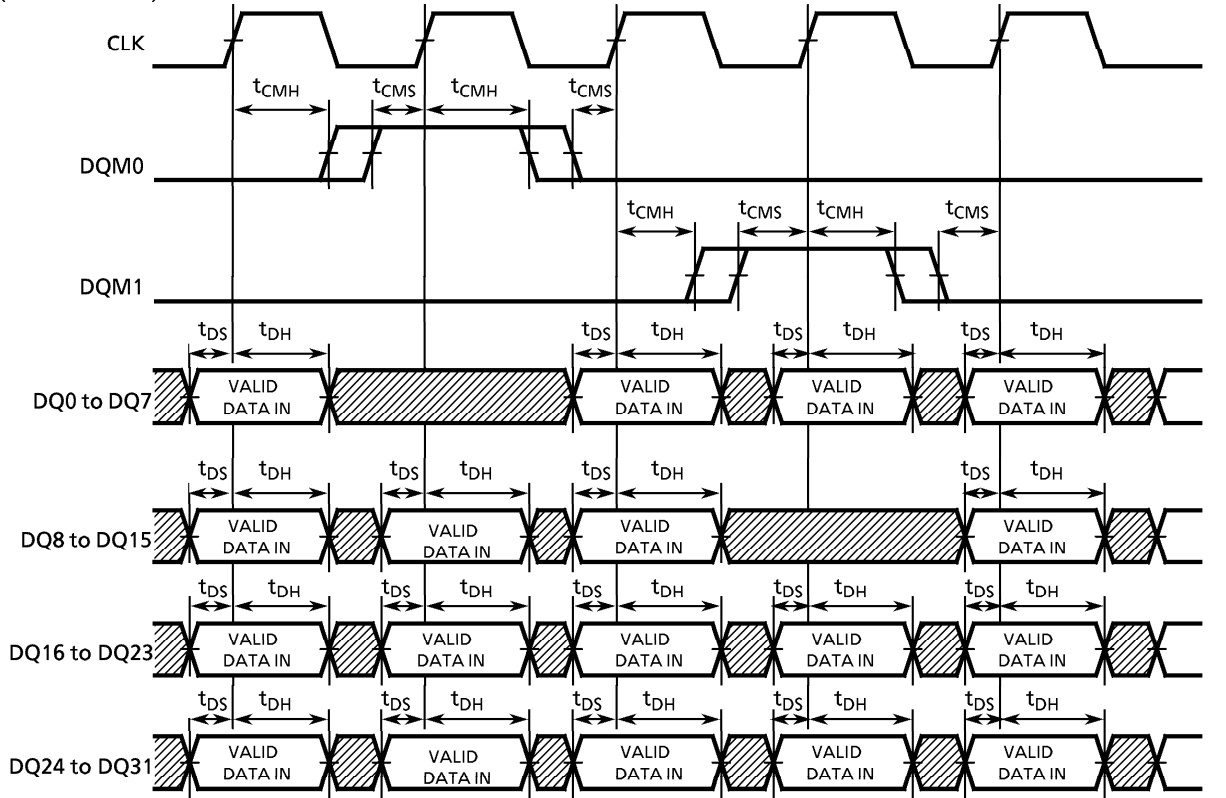 CLK
tCMH tCMS tCMH tCMS
DQM0
tCMH tCMS tCMH tCMS
DQM1
tDS tDH tDS tDH tDS tDH tDS tDH
DQ0 to DQ7
VALID DATA IN
VALID DATA IN
VALID DATA IN
VALID DATA IN
tDS tDH tDS tDH tDS tDH tDS tDH
DQ8 to DQ15
VALID DATA IN
VALID DATA IN
VALID DATA IN
VALID DATA IN
tDS tDH tDS tDH tDS tDH tDS tDH tDS tDH
DQ16 to DQ23
VALID DATA IN
VALID DATA IN
VALID DATA IN
VALID DATA IN
VALID DATA IN
tDS tDH tDS tDH tDS tDH tDS tDH tDS tDH
DQ24 to DQ31
VALID DATA IN
VALID DATA IN
VALID DATA IN
VALID DATA IN
VALID DATA IN